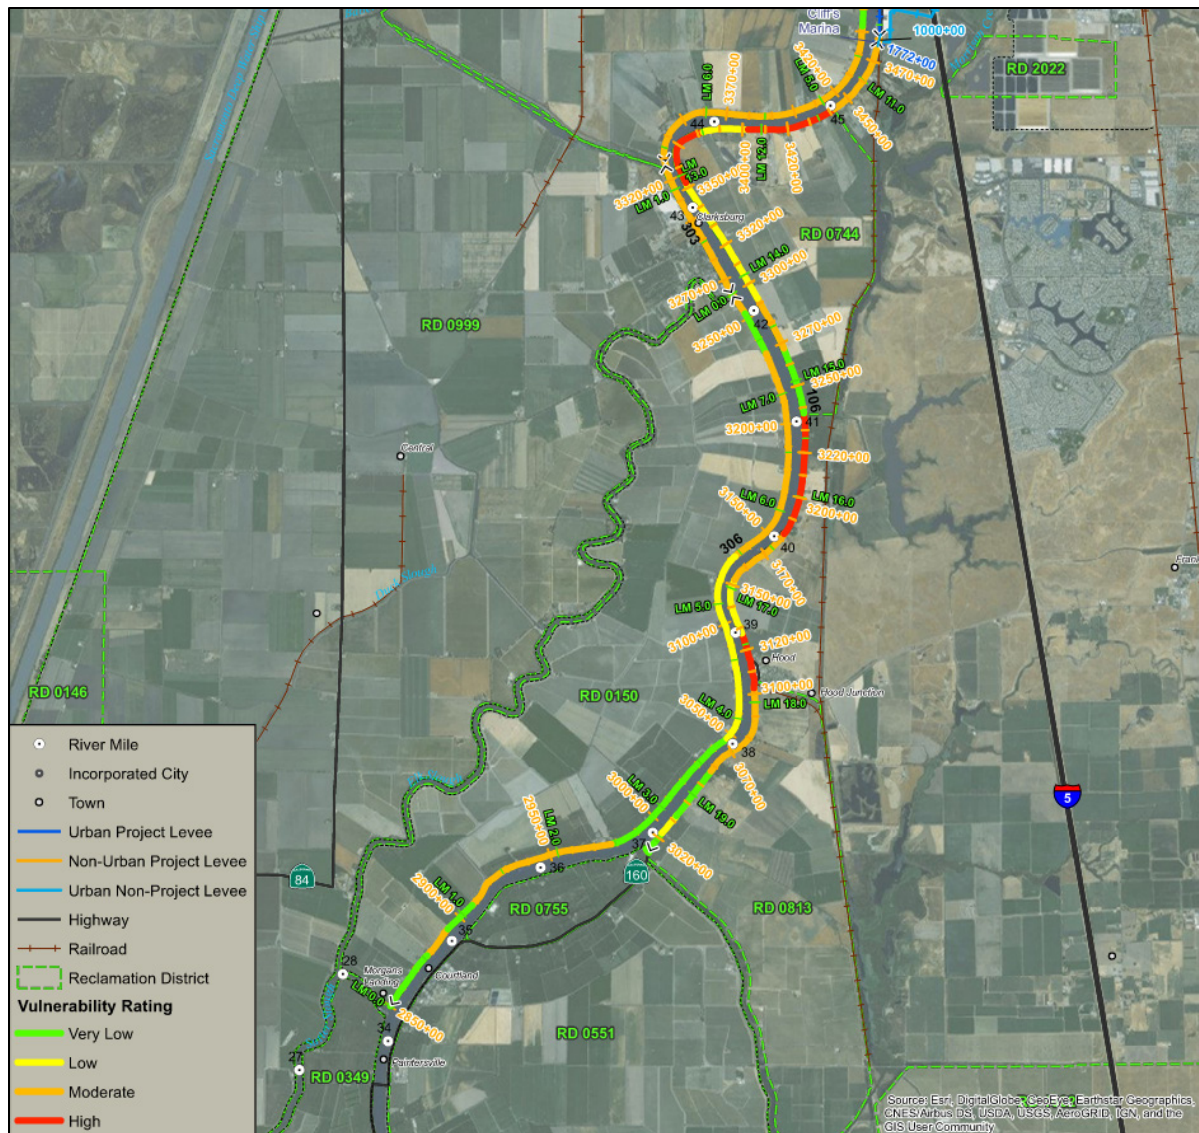 Cliff's
Marina
1000+00
1772+00
3470+00
RD 2022
3420+00
LM 5.0
LM 11.0
3370+00
LM 6.0
45
3450+00
44
3400+00
LM 12.0
3420+00
LM
13.0
3350+00
3320+00
LM 1.0
43
Clarksburg
303
3320+00
RD 0744
LM 14.0
3300+00
3270+00
LM 0.0
42
3250+00
3270+00
RD 0999
LM 15.0
3250+00
LM 7.0
106
3200+00
41
Central
3220+00
LM 6.0
LM 16.0
3150+00
3200+00
306
40
3170+00
Duck Slough
3150+00
LM 5.0
LM 17.0
3100+00
39
3120+00
Hood
RD 0146
RD 0150
3100+00
Hood Junction
3050+00
LM 4.0
LM 18.0
38
3070+00
LM 3.0
3000+00
LM 19.0
5
2950+00
LM 2.0
37
3020+00
36
160
84
LM 1.0
2900+00
RD 0755
RD 0813
35
28
Morgans
Landing
Courtland
LM 0.0
2850+00
34
RD 0551
Paintersville
27
RD 0349
River Mile
Incorporated City
Town
Urban Project Levee
Non-Urban Project Levee
Urban Non-Project Levee
Highway
Railroad
Reclamation District
Vulnerability Rating
Very Low
Low
Moderate
High
Source: Esri, DigitalGlobe, GeoEye, Earthstar Geographics,
CNES/Airbus DS, USDA, USGS, AeroGRID, IGN, and the
GIS User Community